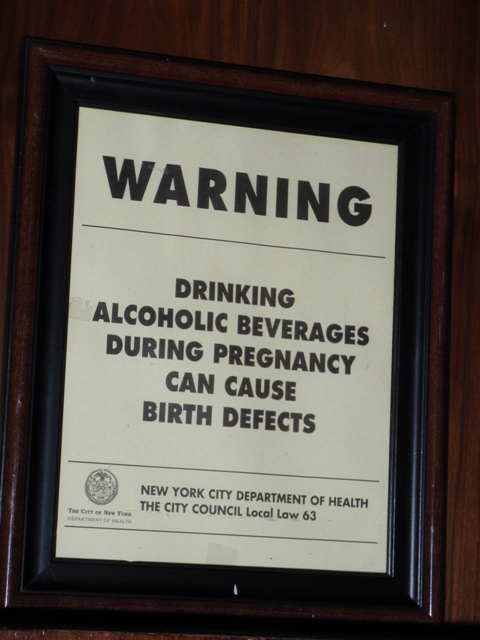 WARNING
DRINKING
ALCOHOLIC BEVERAGES
DURING PREGNANCY
CAN CAUSE
BIRTH DEFECTS
THE CITY OF NEW YORK
DEPARTMENT OF HEALTH
NEW YORK CITY DEPARTMENT OF HEALTH
THE CITY COUNCIL Local Law 63